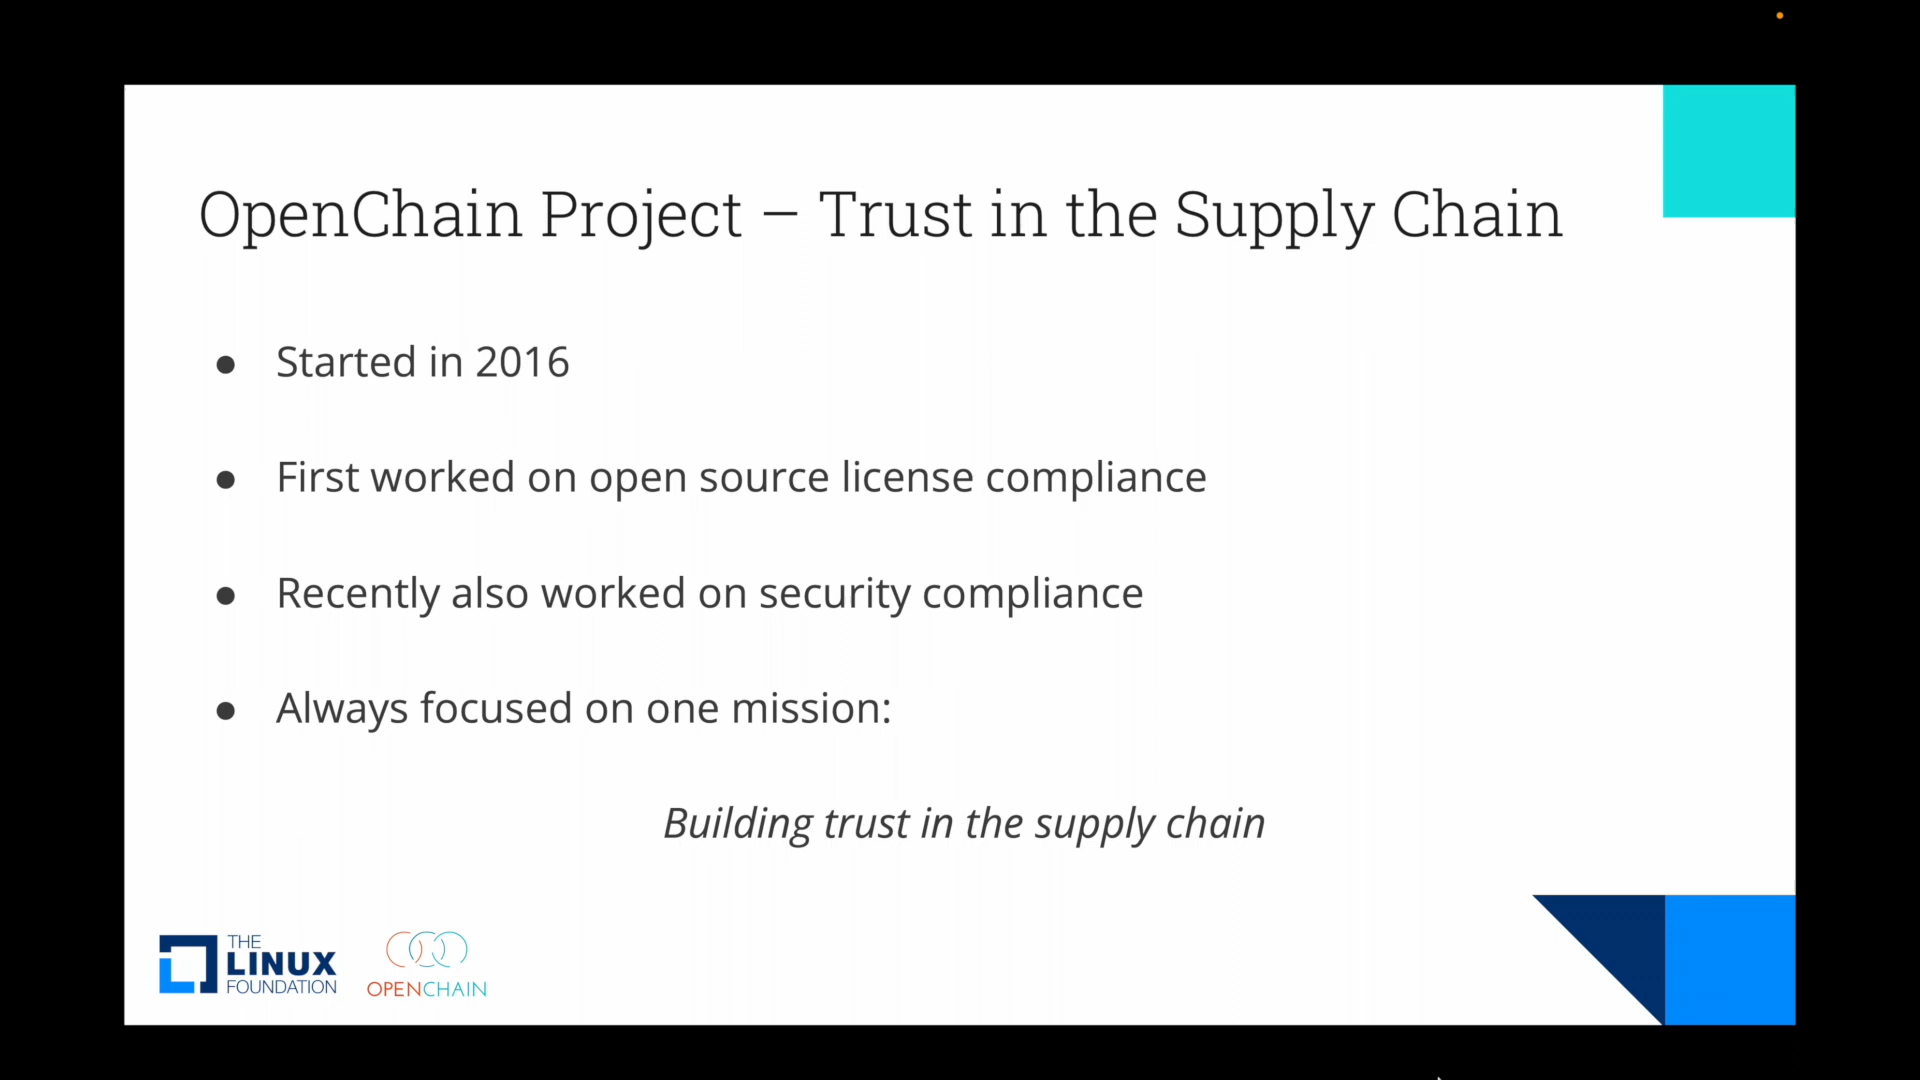 OpenChain Project – Trust in the Supply Chain
● Started in 2016
● First worked on open source license compliance
● Recently also worked on security compliance
● Always focused on one mission:
Building trust in the supply chain
THE
LINUX
FOUNDATION
OPENCHAIN